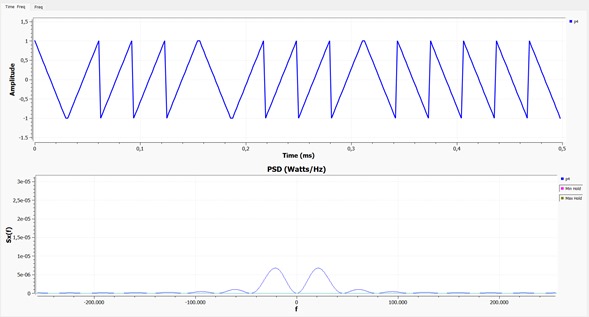 Time Freq Freq
1,5
p4
1
0,5
0
-0,5
-1
-1.5
Amplitude
0 0,1 0,2 0,3 0,4 0,5
Time (ms)
PSD (Watts/Hz)
3e-05
2,5e-05
2e-05
1,5e-05
1e-05
5e-06
0
Sx(f)
p4
Min Hold
Max Hold
-200.000 -100.000 0 100.000 200.000
f